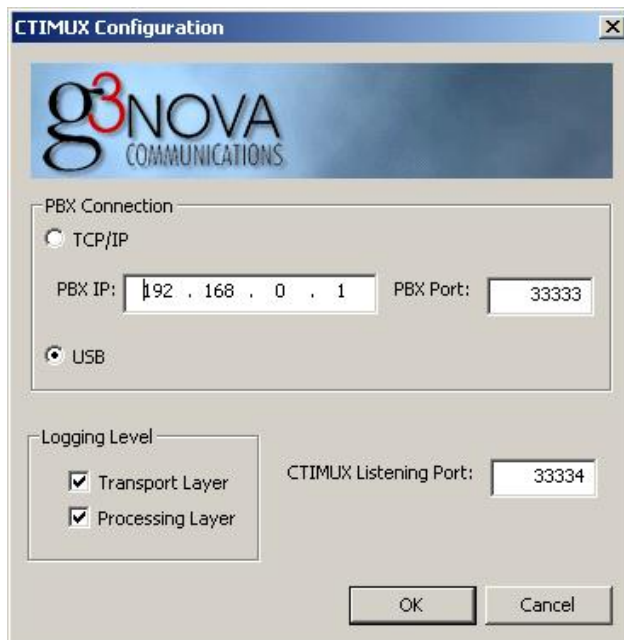 CTIMUX Configuration
g3NOVA
COMMUNICATIONS
PBX Connection
TCP/IP
PBX IP: 192 . 168 . 0 . 1 PBX Port: 33333
USB
Logging Level
Transport Layer
Processing Layer
CTIMUX Listening Port: 33334
OK Cancel